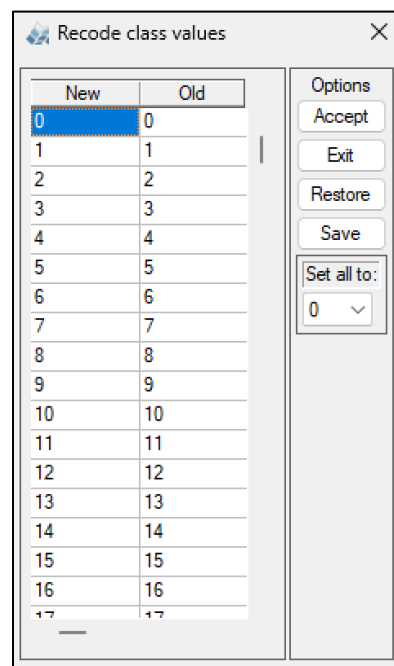 Recode class values
New Old
0 0
1 1
2 2
3 3
4 4
5 5
6 6
7 7
8 8
9 9
10 10
11 11
12 12
13 13
14 14
15 15
16 16
17 17
Options
Accept
Exit
Restore
Save
Set all to:
0